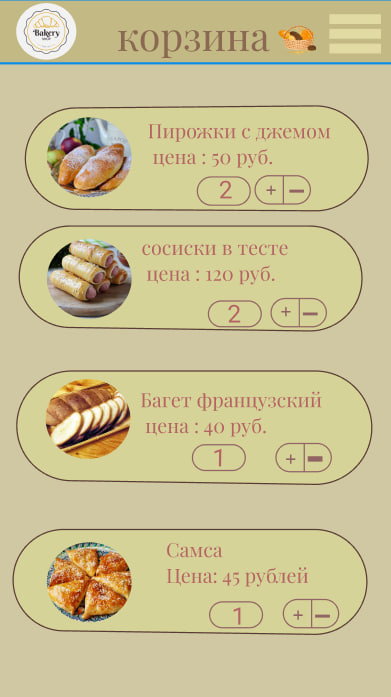 Bakery
корзина
Пирожки с джемом
цена : 50 руб.
2 + −
сосиски в тесте
цена : 120 руб.
2 + −
Багет французский
цена : 40 руб.
1 + −
Самса
Цена: 45 рублей
1 + −